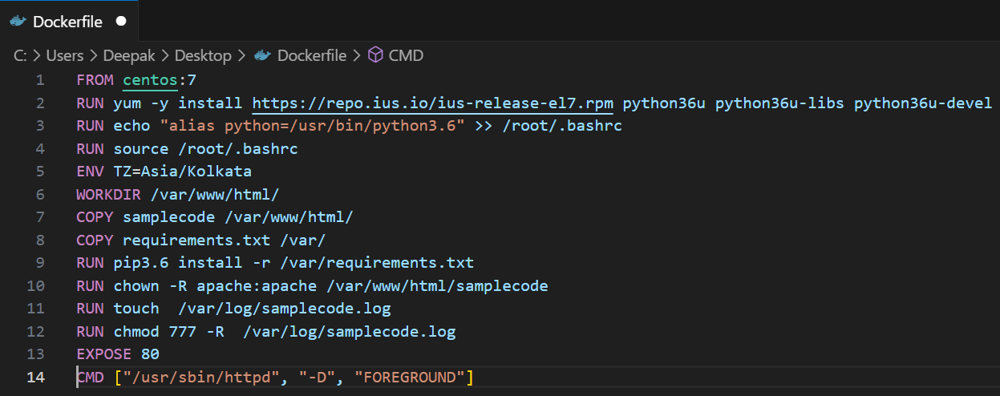 Dockerfile
C: > Users > Deepak > Desktop > Dockerfile > CMD
1 FROM centos:7
2 RUN yum -y install https://repo.ius.io/ius-release-el7.rpm python36u python36u-libs python36u-devel
3 RUN echo "alias python=/usr/bin/python3.6" >> /root/.bashrc
4 RUN source /root/.bashrc
5 ENV TZ=Asia/Kolkata
6 WORKDIR /var/www/html/
7 COPY samplecode /var/www/html/
8 COPY requirements.txt /var/
9 RUN pip3.6 install -r /var/requirements.txt
10 RUN chown -R apache:apache /var/www/html/samplecode
11 RUN touch  /var/log/samplecode.log
12 RUN chmod 777 -R  /var/log/samplecode.log
13 EXPOSE 80
14 CMD ["/usr/sbin/httpd", "-D", "FOREGROUND"]